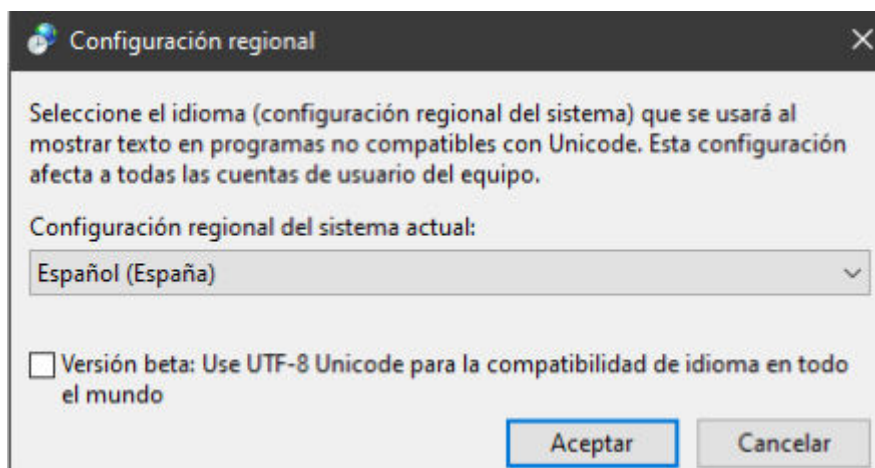 Configuración regional
Seleccione el idioma (configuración regional del sistema) que se usará al
mostrar texto en programas no compatibles con Unicode. Esta configuración
afecta a todas las cuentas de usuario del equipo.
Configuración regional del sistema actual:
Español (España)
Versión beta: Use UTF-8 Unicode para la compatibilidad de idioma en todo
el mundo
Aceptar Cancelar